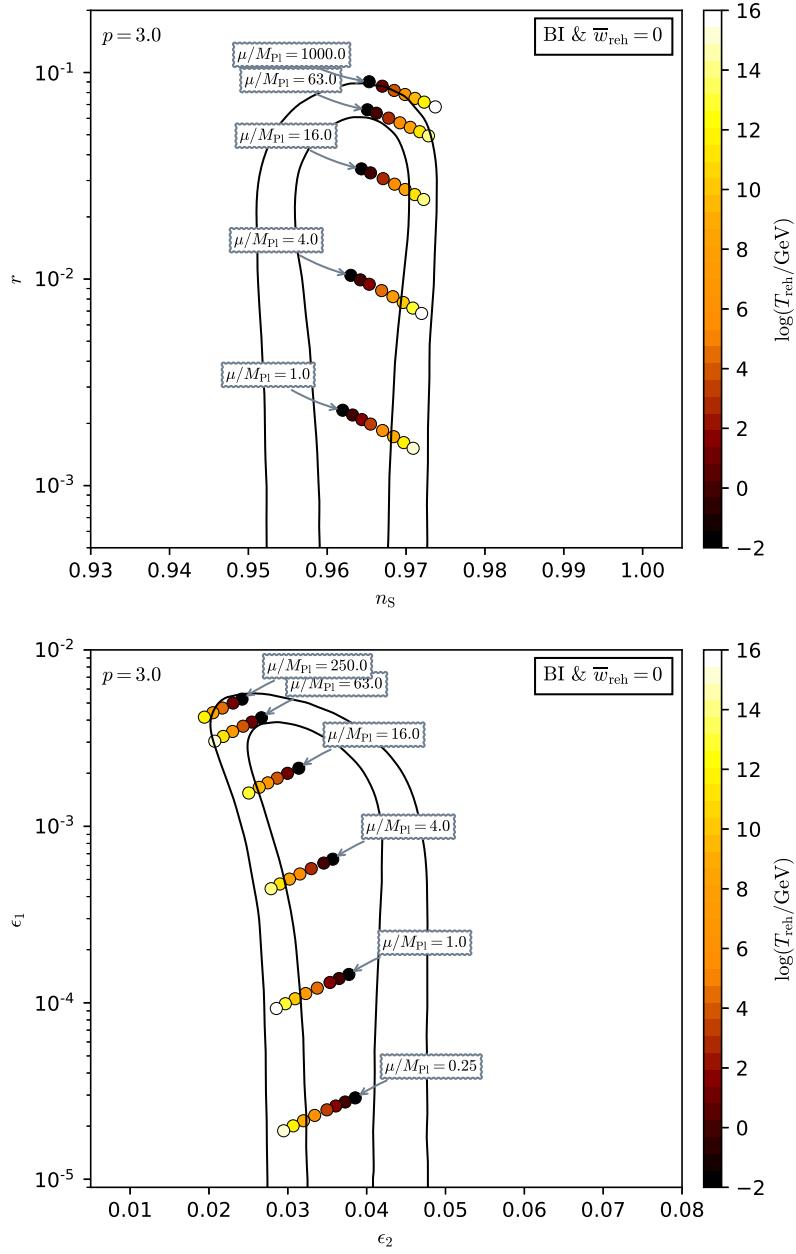 p = 3.0
BI & w̅reh = 0
μ/MPl = 1000.0
μ/MPl = 63.0
μ/MPl = 16.0
μ/MPl = 4.0
μ/MPl = 1.0
10⁻¹
10⁻²
10⁻³
r
0.93 0.94 0.95 0.96 0.97 0.98 0.99 1.00
nS
16
14
12
10
8
6
4
2
0
−2
log(Treh/GeV)
p = 3.0
BI & w̅reh = 0
μ/MPl = 250.0
μ/MPl = 63.0
μ/MPl = 16.0
μ/MPl = 4.0
μ/MPl = 1.0
μ/MPl = 0.25
10⁻²
10⁻³
10⁻⁴
10⁻⁵
ϵ₁
0.01 0.02 0.03 0.04 0.05 0.06 0.07 0.08
ϵ₂
16
14
12
10
8
6
4
2
0
−2
log(Treh/GeV)